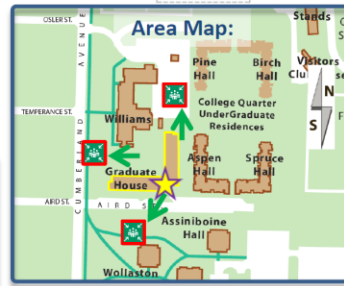 Area Map:
OSLER ST.
AVENUE
Stands
Pine
Hall
Birch
Hall
Visitors
Clu
se
N
S
College Quarter
UnderGraduate
Residences
TEMPERANCE ST.
Williams
CUMBERLAND
Graduate
House
Aspen
Hall
Spruce
Hall
AIRD ST.
AIRD S
Assiniboine
Hall
Wollaston